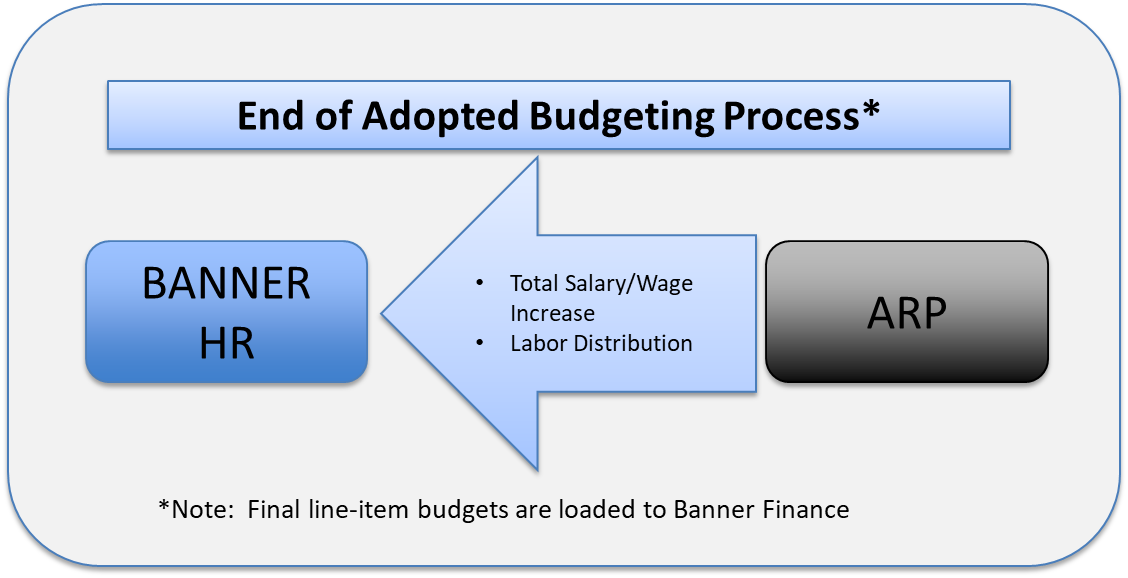 End of Adopted Budgeting Process*
BANNER
HR
• Total Salary/Wage
Increase
• Labor Distribution
ARP
*Note:  Final line-item budgets are loaded to Banner Finance